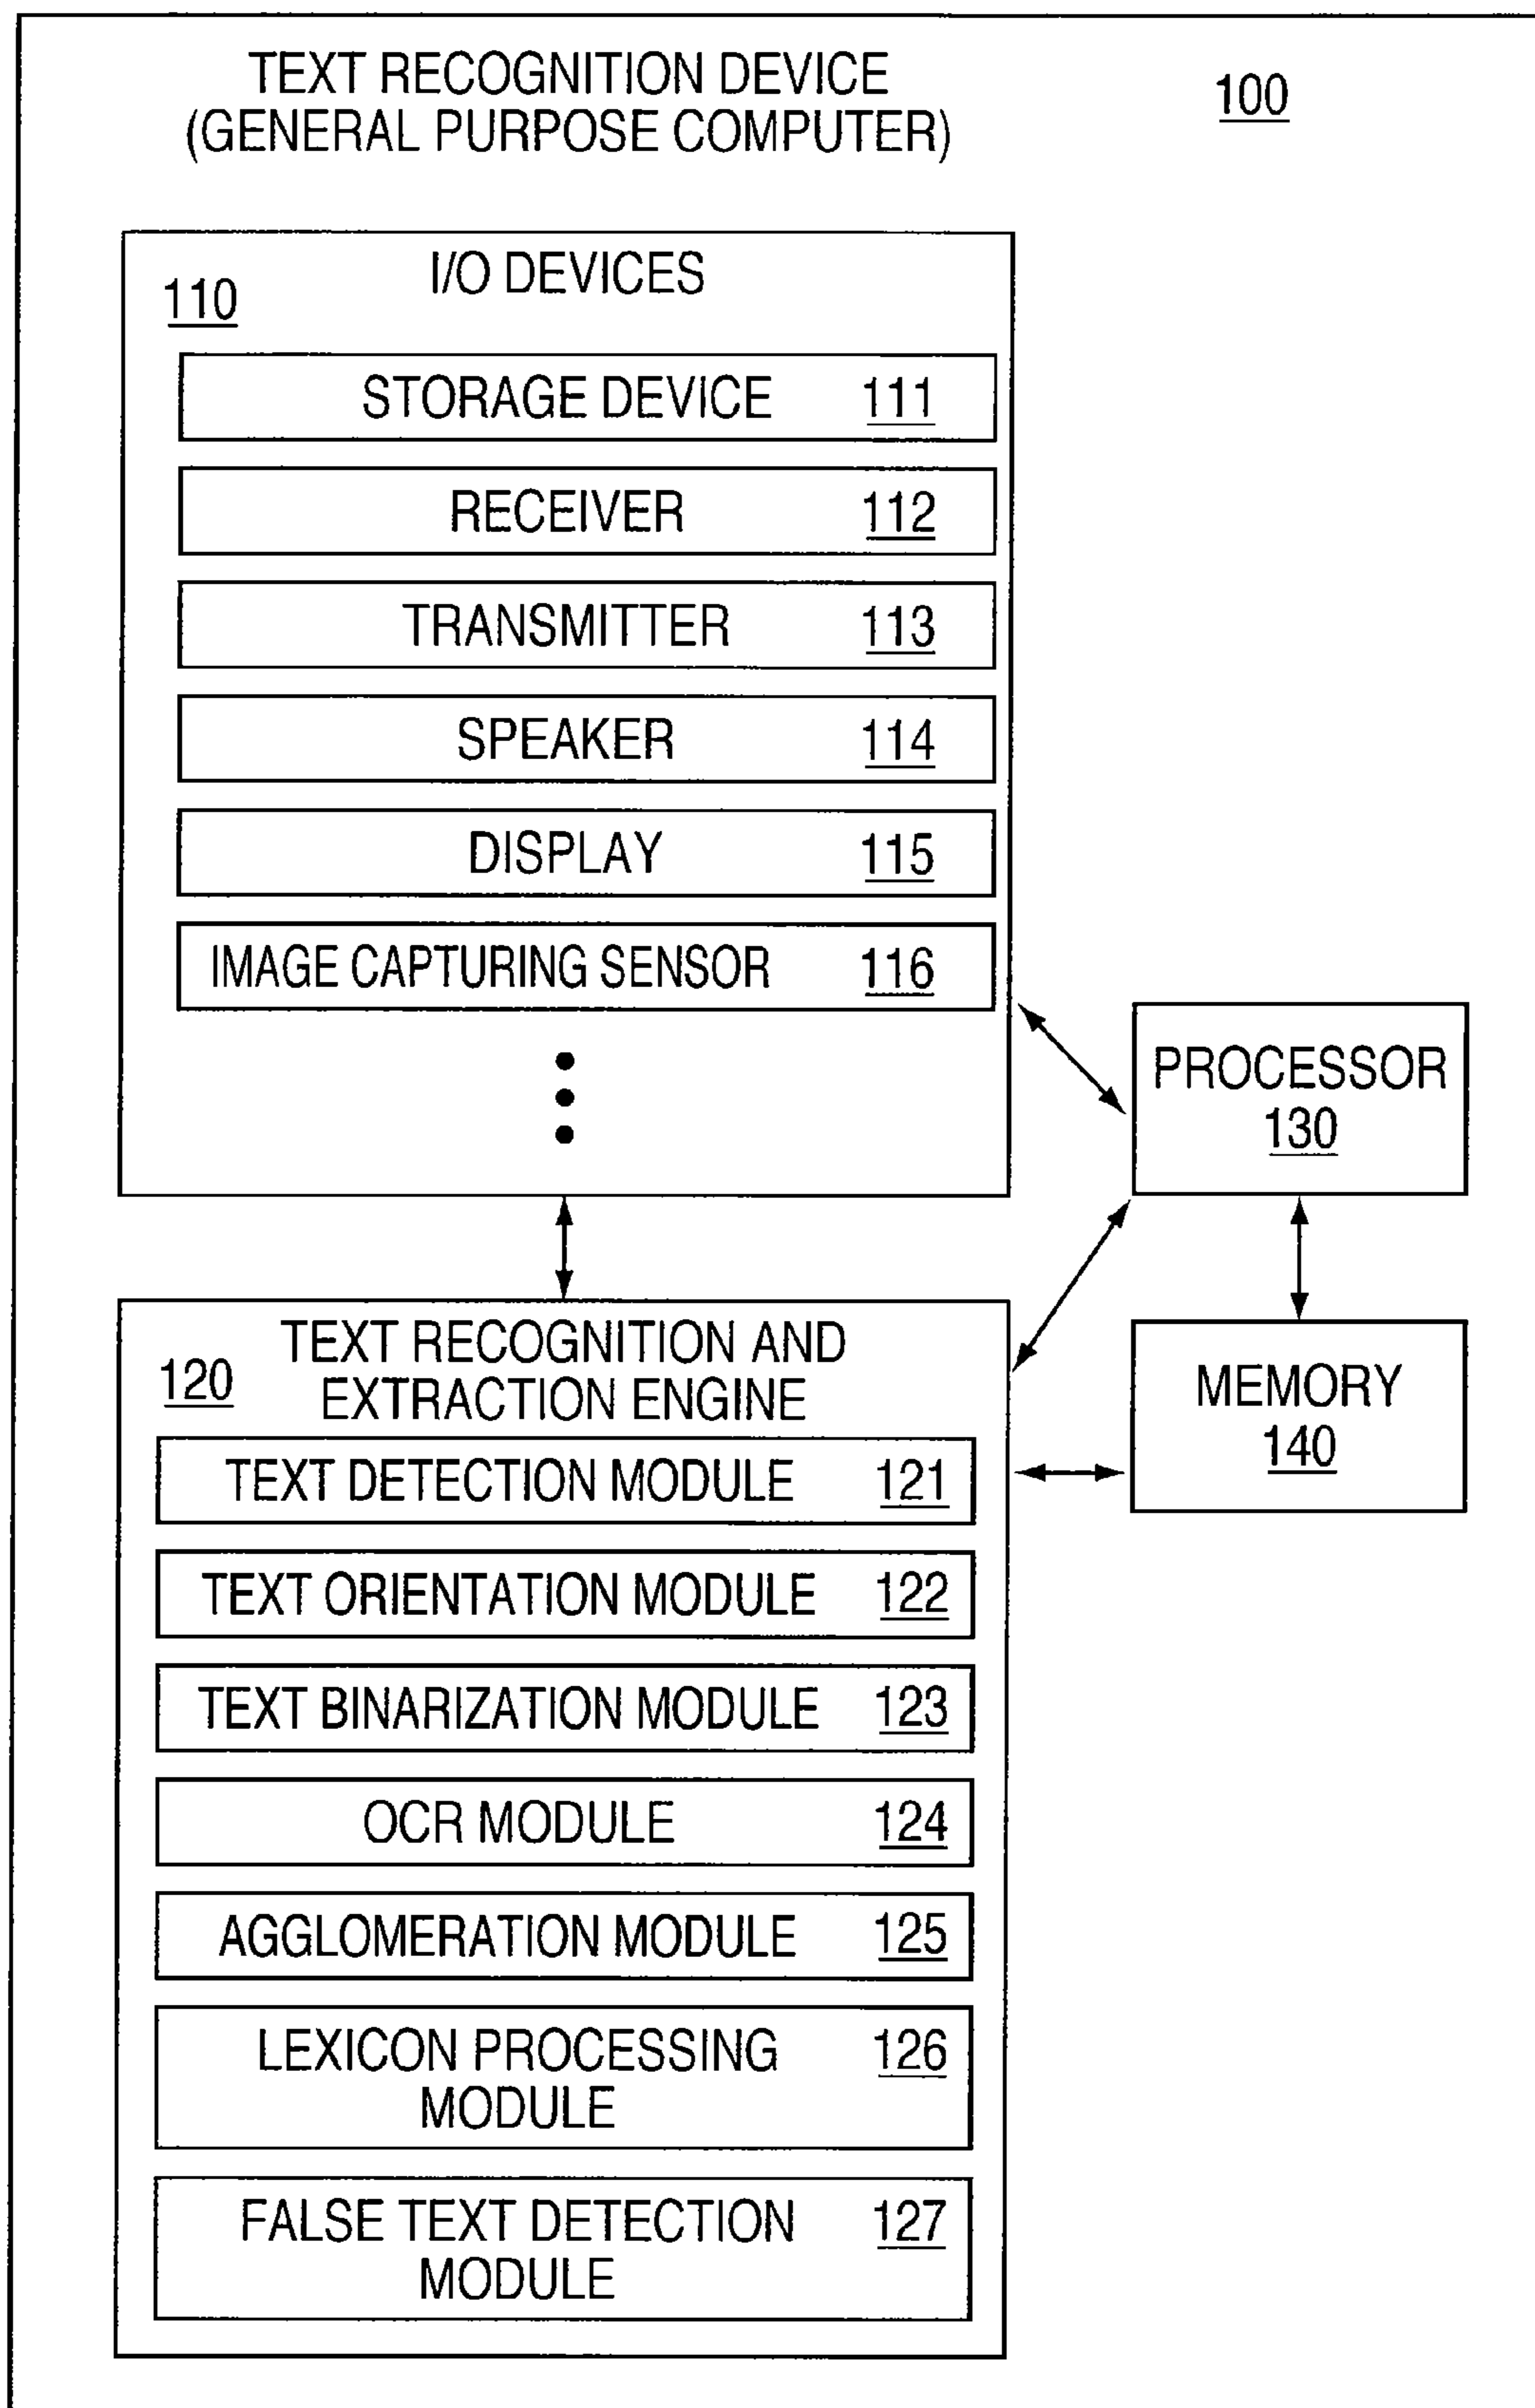 TEXT RECOGNITION DEVICE
(GENERAL PURPOSE COMPUTER)
100
I/O DEVICES
110
STORAGE DEVICE 111
RECEIVER 112
TRANSMITTER 113
SPEAKER 114
DISPLAY 115
IMAGE CAPTURING SENSOR 116
PROCESSOR
130
TEXT RECOGNITION AND
EXTRACTION ENGINE
120
MEMORY
140
TEXT DETECTION MODULE 121
TEXT ORIENTATION MODULE 122
TEXT BINARIZATION MODULE 123
OCR MODULE 124
AGGLOMERATION MODULE 125
LEXICON PROCESSING 126
MODULE
FALSE TEXT DETECTION 127
MODULE